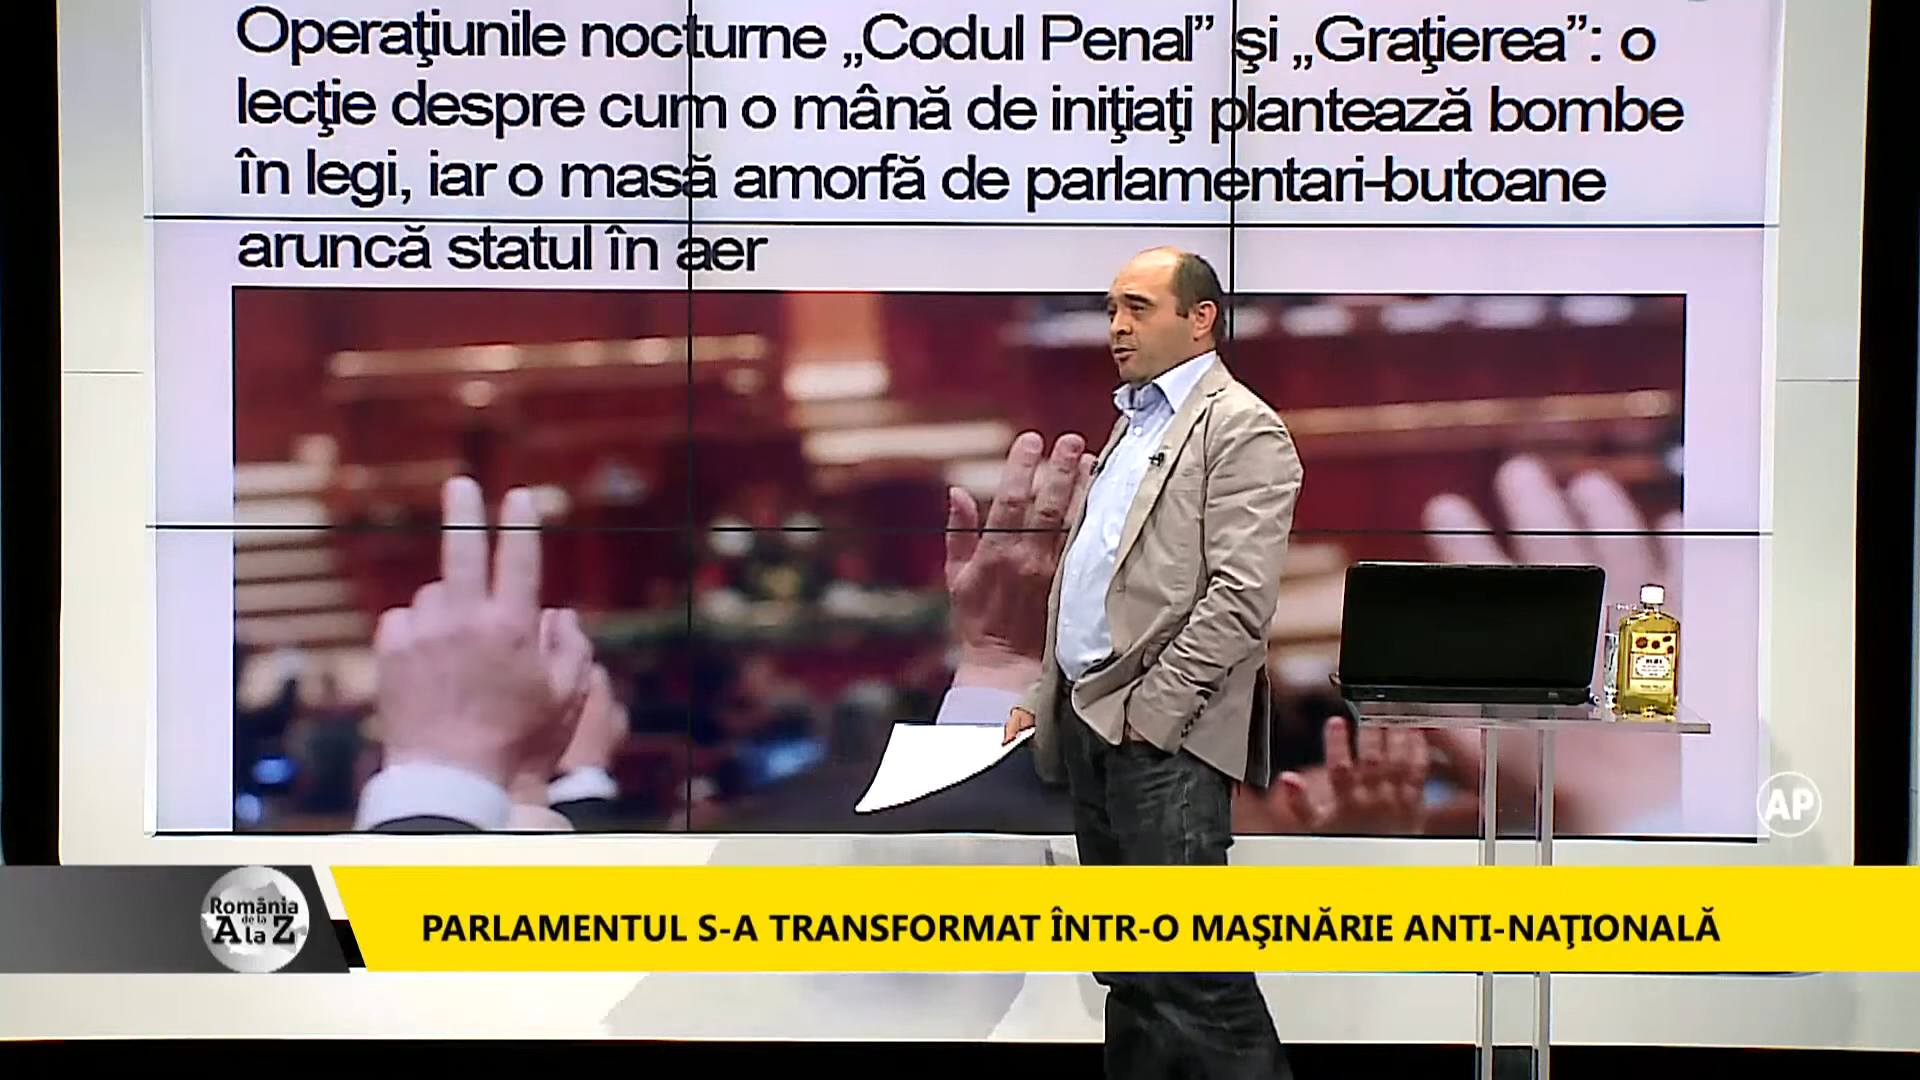 Operaţiunile nocturne „Codul Penal” şi „Graţierea”: o
lecţie despre cum o mână de iniţiaţi plantează bombe
în legi, iar o masă amorfă de parlamentari-butoane
aruncă statul în aer
AP
România
de la
A la Z
PARLAMENTUL S-A TRANSFORMAT ÎNTR-O MAŞINĂRIE ANTI-NAŢIONALĂ